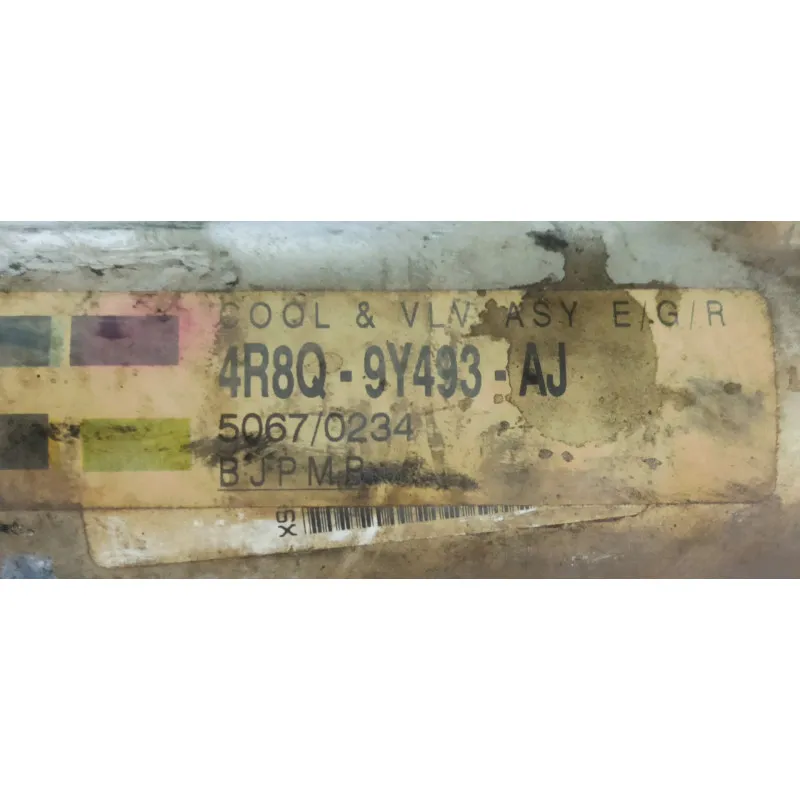 COOL & VLV ASY E/G/R
4R8Q - 9Y493 - AJ
5067/0234
BJPMB